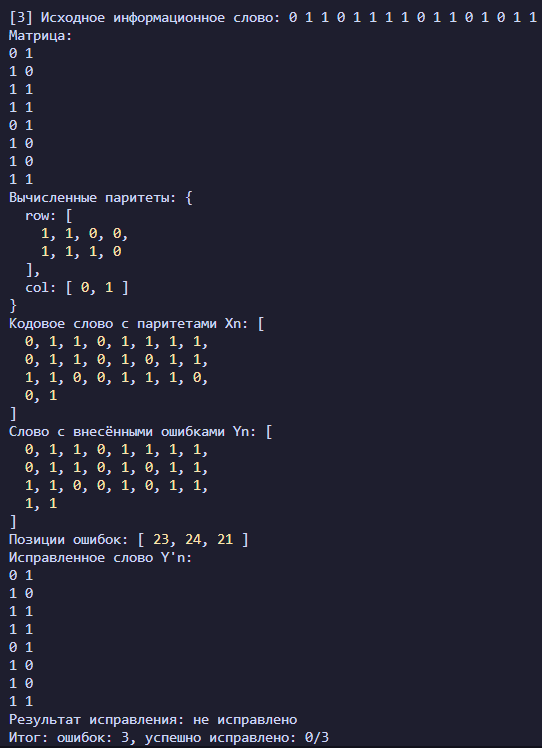 [3] Исходное информационное слово: 0 1 1 0 1 1 1 1 0 1 1 0 1 0 1 1
Матрица:
0 1
1 0
1 1
1 1
0 1
1 0
1 0
1 1
Вычисленные паритеты: {
  row: [
    1, 1, 0, 0,
    1, 1, 1, 0
  ],
  col: [ 0, 1 ]
}
Кодовое слово с паритетами Xn: [
  0, 1, 1, 0, 1, 1, 1, 1,
  0, 1, 1, 0, 1, 0, 1, 1,
  1, 1, 0, 0, 1, 1, 1, 0,
  0, 1
]
Слово с внесёнными ошибками Yn: [
  0, 1, 1, 0, 1, 1, 1, 1,
  0, 1, 1, 0, 1, 0, 1, 1,
  1, 1, 0, 0, 1, 0, 1, 1,
  1, 1
]
Позиции ошибок: [ 23, 24, 21 ]
Исправленное слово Y'n:
0 1
1 0
1 1
1 1
0 1
1 0
1 0
1 1
Результат исправления: не исправлено
Итог: ошибок: 3, успешно исправлено: 0/3